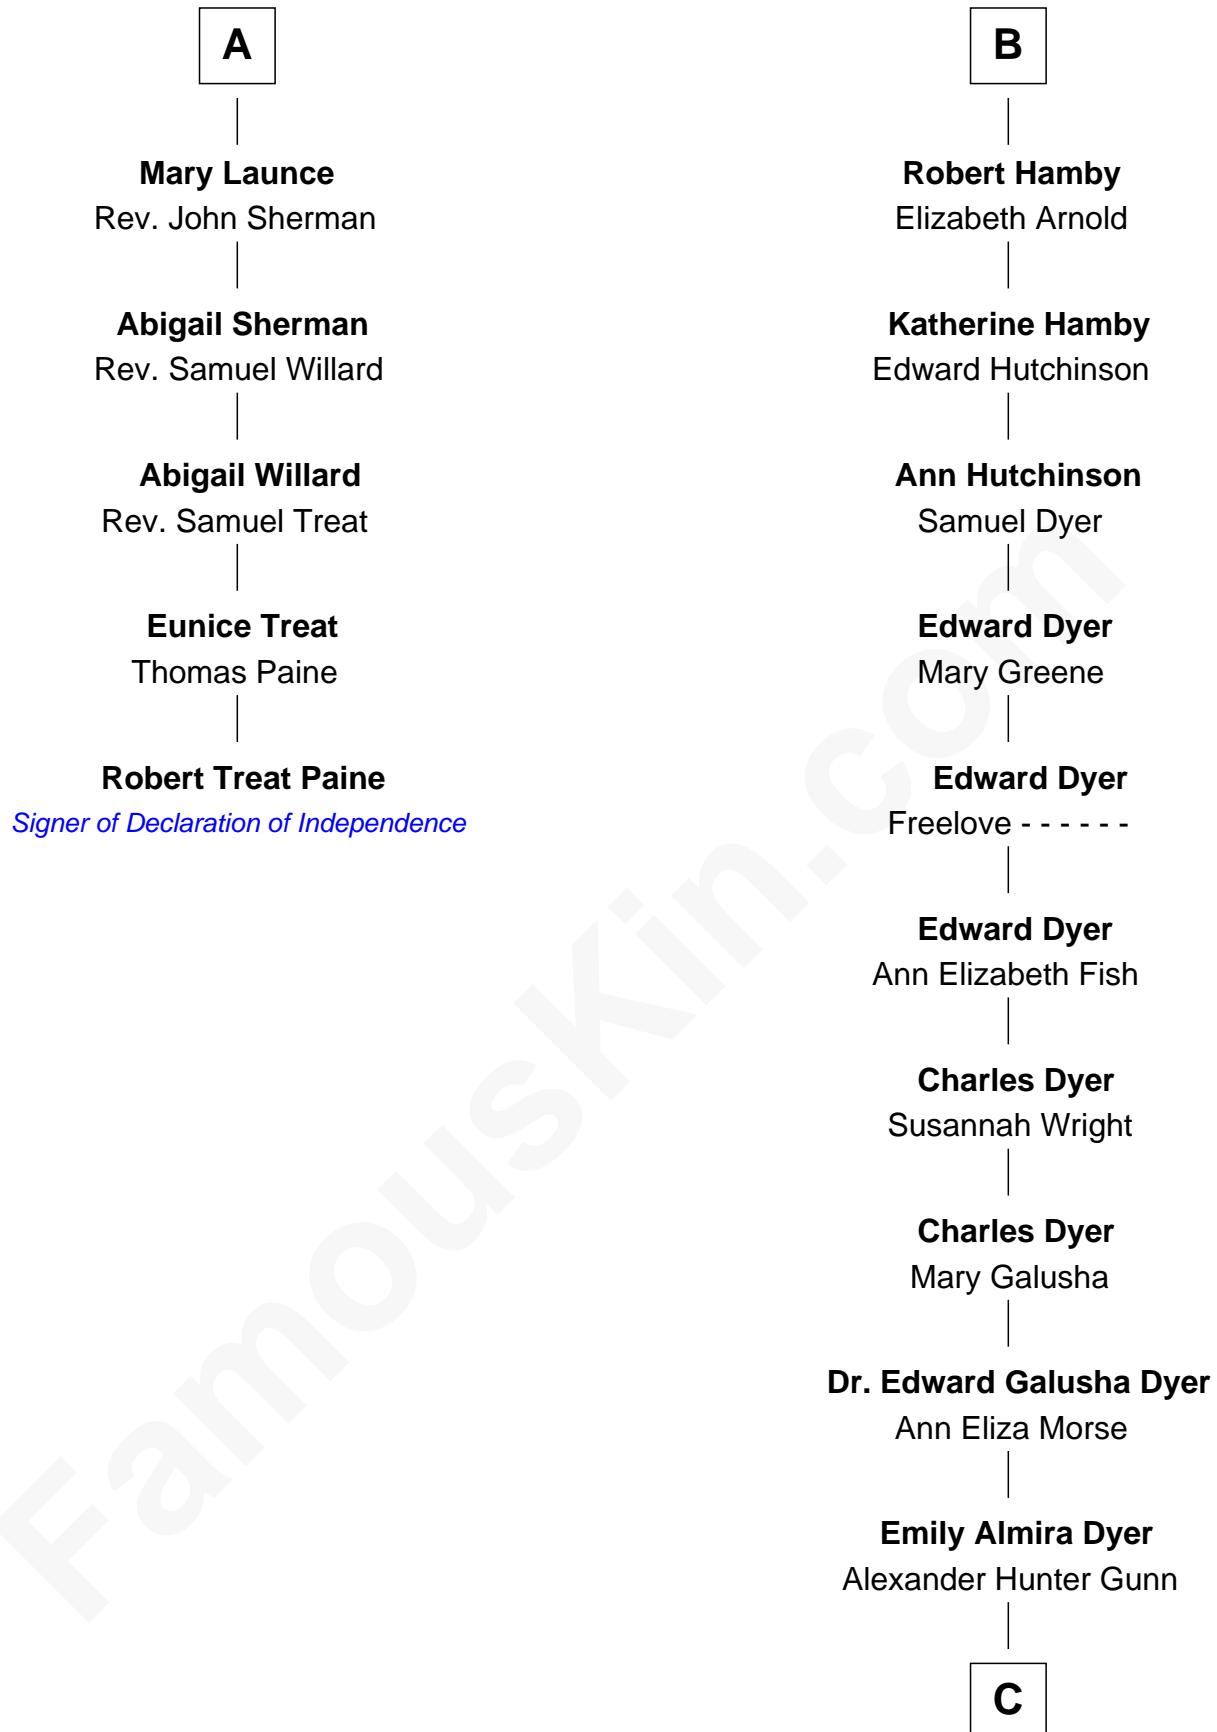 A
Mary Launce
Rev. John Sherman
Abigail Sherman
Rev. Samuel Willard
Abigail Willard
Rev. Samuel Treat
Eunice Treat
Thomas Paine
Robert Treat Paine
Signer of Declaration of Independence
B
Robert Hamby
Elizabeth Arnold
Katherine Hamby
Edward Hutchinson
Ann Hutchinson
Samuel Dyer
Edward Dyer
Mary Greene
Edward Dyer
Freelove - - - - - -
Edward Dyer
Ann Elizabeth Fish
Charles Dyer
Susannah Wright
Charles Dyer
Mary Galusha
Dr. Edward Galusha Dyer
Ann Eliza Morse
Emily Almira Dyer
Alexander Hunter Gunn
C
FamousKin.com